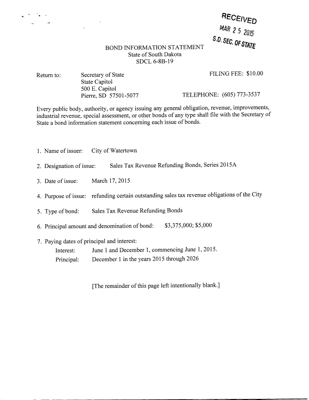 RECEIVED
MAR 25 2015
S.D. SEC. OF STATE
BOND INFORMATION STATEMENT
State of South Dakota
SDCL 6-8B-19
Return to: Secretary of State FILING FEE: $10.00
State Capitol
500 E. Capitol
Pierre, SD 57501-5077 TELEPHONE: (605) 773-3537
Every public body, authority, or agency issuing any general obligation, revenue, improvements,
industrial revenue, special assessment, or other bonds of any type shall file with the Secretary of
State a bond information statement concerning each issue of bonds.
1. Name of issuer: City of Watertown
2. Designation of issue: Sales Tax Revenue Refunding Bonds, Series 2015A
3. Date of issue: March 17, 2015
4. Purpose of issue: refunding certain outstanding sales tax revenue obligations of the City
5. Type of bond: Sales Tax Revenue Refunding Bonds
6. Principal amount and denomination of bond: $3,375,000; $5,000
7. Paying dates of principal and interest:
Interest: June 1 and December 1, commencing June 1, 2015.
Principal: December 1 in the years 2015 through 2026
[The remainder of this page left intentionally blank.]